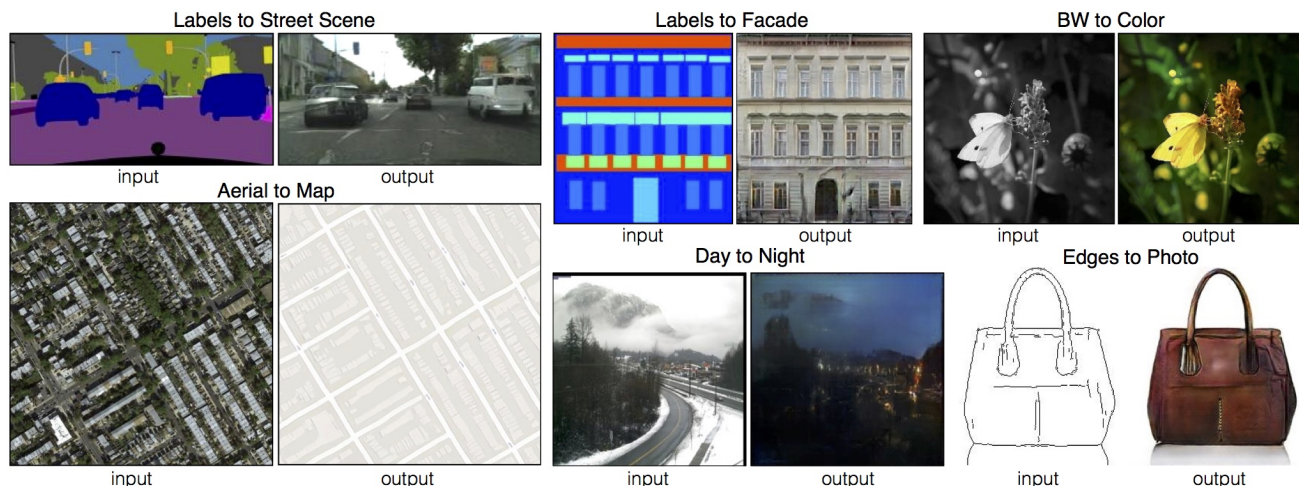 Labels to Street Scene
input
output
Aerial to Map
input
output
Labels to Facade
input
output
BW to Color
input
output
Day to Night
input
output
Edges to Photo
input
output